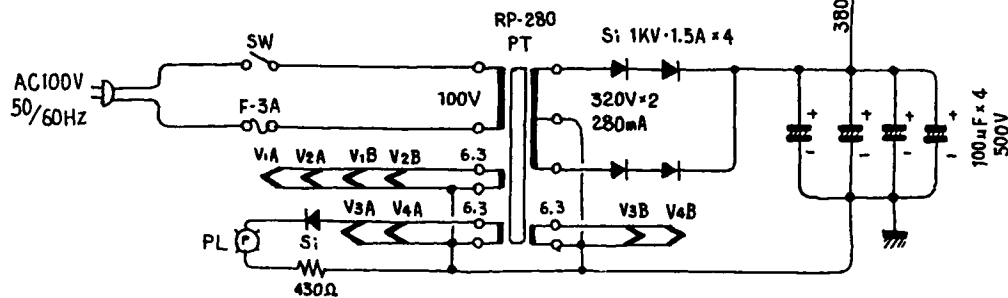 RP-280
PT
SW
Si 1KV·1.5A×4
380
AC100V
50/60Hz
F-3A
100V
320V×2
280mA
+
+
+
+
-
-
-
-
100μF×4
500V
V1A
V2A
V1B
V2B
6.3
V3A
V4A
6.3
6.3
V3B
V4B
PL
P
Si
430Ω